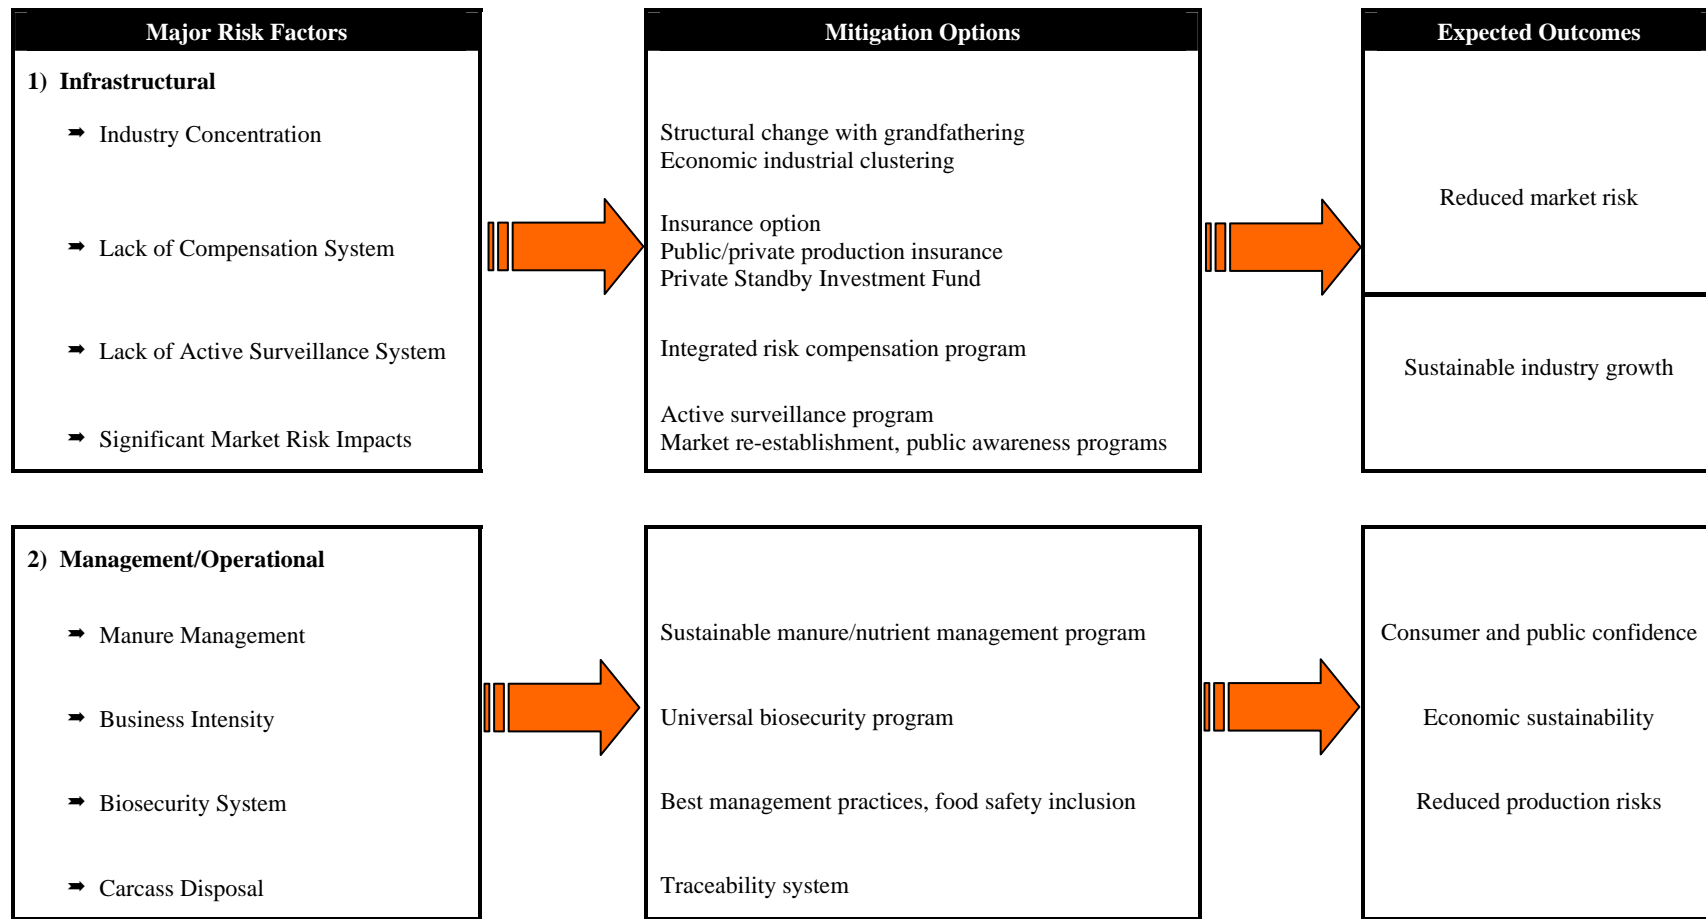 Major Risk Factors
Mitigation Options
Expected Outcomes
1) Infrastructural
➡ Industry Concentration
➡ Lack of Compensation System
➡ Lack of Active Surveillance System
➡ Significant Market Risk Impacts
Structural change with grandfathering
Economic industrial clustering
Insurance option
Public/private production insurance
Private Standby Investment Fund
Integrated risk compensation program
Active surveillance program
Market re-establishment, public awareness programs
Reduced market risk
Sustainable industry growth
2) Management/Operational
➡ Manure Management
➡ Business Intensity
➡ Biosecurity System
➡ Carcass Disposal
Sustainable manure/nutrient management program
Universal biosecurity program
Best management practices, food safety inclusion
Traceability system
Consumer and public confidence
Economic sustainability
Reduced production risks